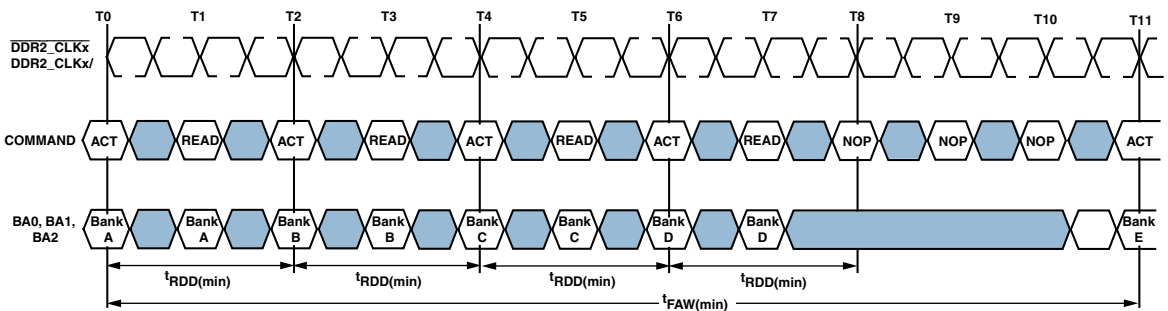 T0 T1 T2 T3 T4 T5 T6 T7 T8 T9 T10 T11
DDR2_CLKx
DDR2_CLKx/
COMMAND ACT READ ACT READ ACT READ ACT READ NOP NOP NOP ACT
BA0, BA1, BA2
Bank A Bank A Bank B Bank B Bank C Bank C Bank D Bank D Bank E
tRDD(min) tRDD(min) tRDD(min) tRDD(min)
tFAW(min)